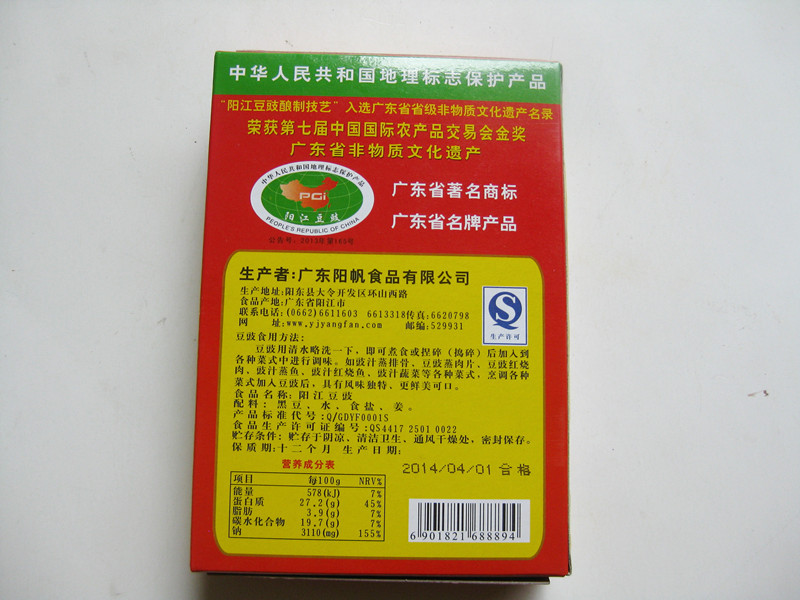 中华人民共和国地理标志保护产品
"阳江豆豉酿制技艺"入选广东省省级非物质文化遗产名录
荣获第七届中国国际农产品交易会金奖
广东省非物质文化遗产
中华人民共和国地理标志保护产品
PGI
阳江豆豉
PEOPLE'S REPUBLIC OF CHINA
广东省著名商标
广东省名牌产品
生产者:广东阳帆食品有限公司
生产地址:阳东县大令开发区环山西路
食品产地:广东省阳江市
联系电话:(0662)6611603 6613318传真:6620798
网 址:www.yjyangfan.com 邮编:529931
生产许可
豆豉食用方法:
豆豉用清水略洗一下,即可煮食或捏碎(捣碎)后加入到
各种菜式中进行调味。如豉汁蒸排骨、豆豉蒸肉片、豆豉红烧
肉、豉汁蒸鱼、豉汁红烧鱼、豉汁蔬菜等各种菜式,烹调各种
菜式加入豆豉后,具有风味独特、更鲜美可口。
食品名称:阳江豆豉
配料:黑豆、水、食盐、姜。
产品标准代号:Q/GDYF0001S
食品生产许可证编号:QS4417 2501 0022
贮存条件:贮存于阴凉、清洁卫生、通风干燥处,密封保存。
保质期:十二个月 生产日期:
2014/04/01 合格
营养成分表
项目 每100g NRV%
能量 578(kJ) 7%
蛋白质 27.2(g) 45%
脂肪 3.9(g) 7%
碳水化合物 19.7(g) 7%
钠 3110(mg) 155%
6 901821 688894